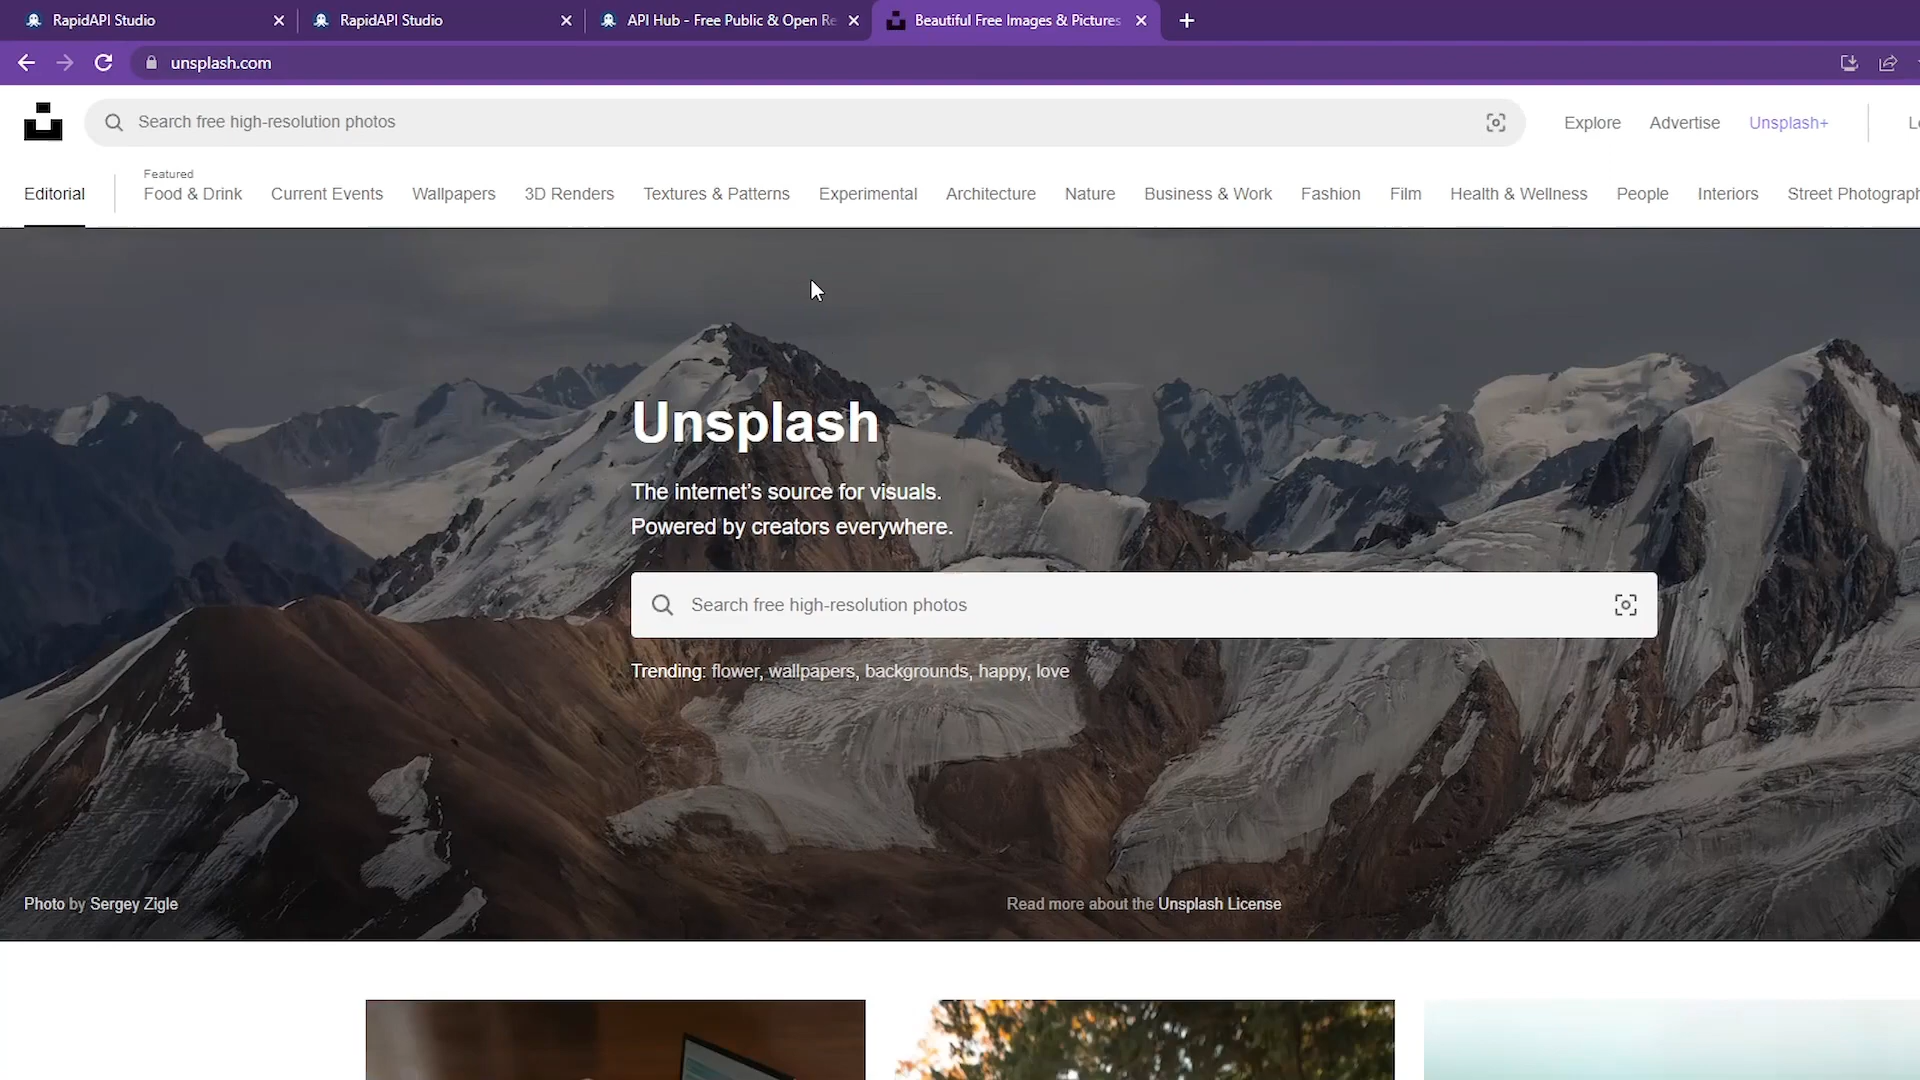 RapidAPI Studio
RapidAPI Studio
API Hub - Free Public & Open Re
Beautiful Free Images & Pictures
unsplash.com
Search free high-resolution photos
Explore Advertise Unsplash+
Featured
Editorial Food & Drink Current Events Wallpapers 3D Renders Textures & Patterns Experimental Architecture Nature Business & Work Fashion Film Health & Wellness People Interiors Street Photograph
Unsplash
The internet's source for visuals.
Powered by creators everywhere.
Search free high-resolution photos
Trending: flower, wallpapers, backgrounds, happy, love
Photo by Sergey Zigle
Read more about the Unsplash License